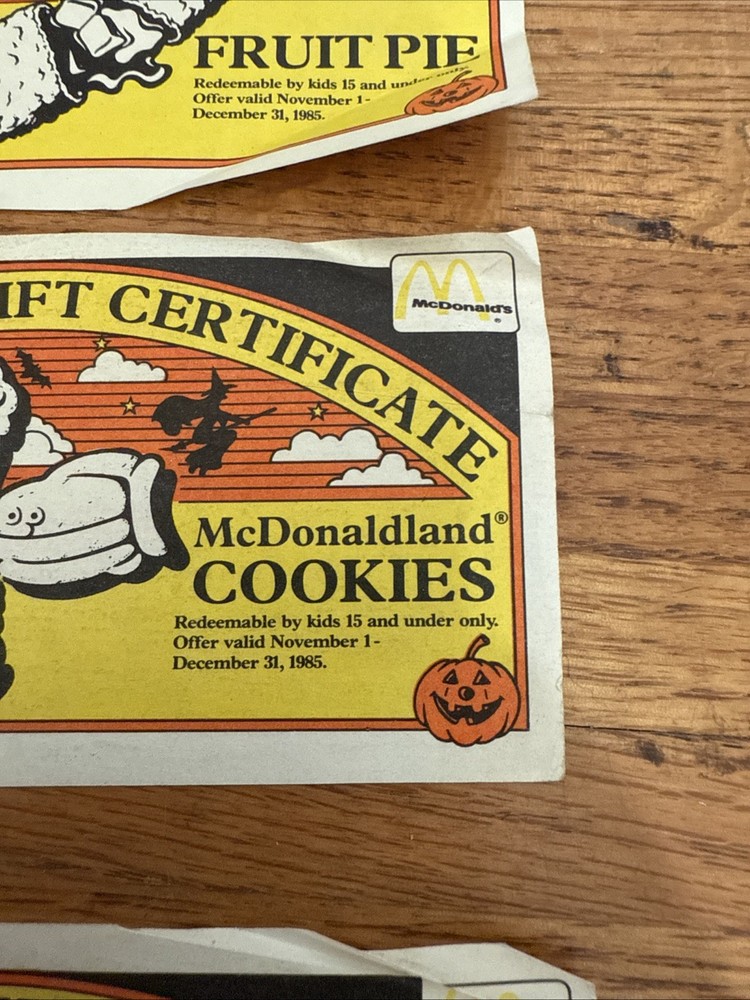 FRUIT PIE
Redeemable by kids 15 and under only.
Offer valid November 1-
December 31, 1985.
IFT CERTIFICATE
McDonald's
®
McDonaldland®
COOKIES
Redeemable by kids 15 and under only.
Offer valid November 1-
December 31, 1985.